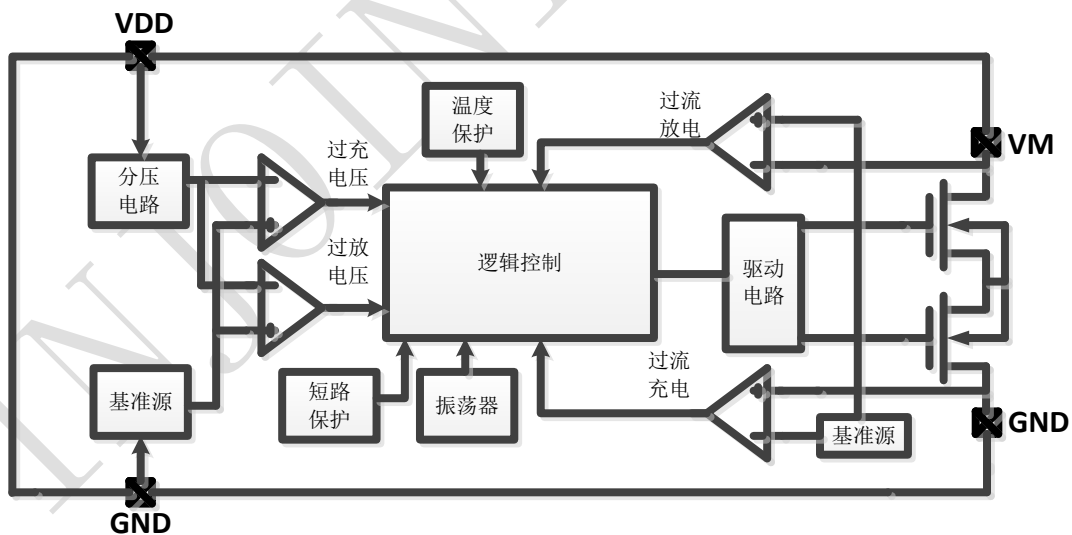 VDD
温度
保护
过流
放电
VM
过充
电压
分压
电路
过放
电压
逻辑控制
驱动
电路
过流
充电
基准源
短路
保护
振荡器
基准源
GND
GND